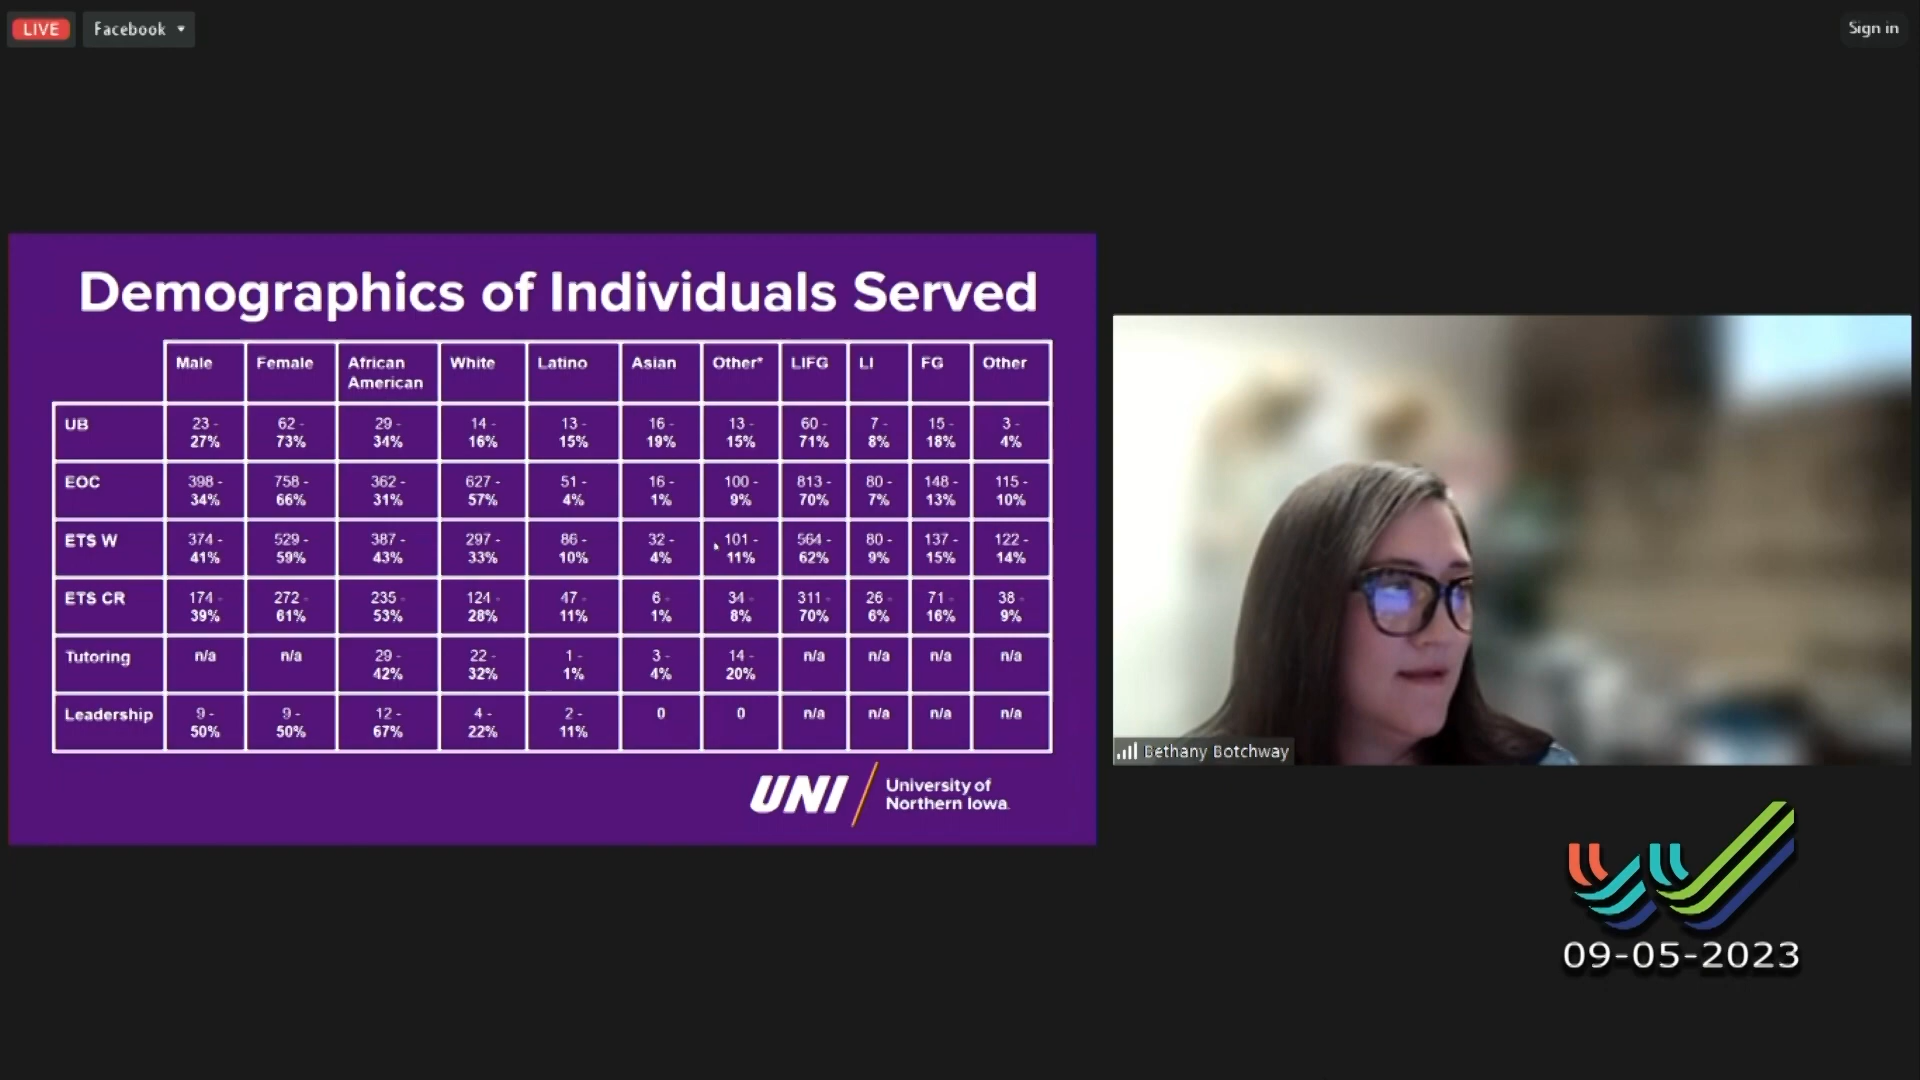 LIVE Facebook Sign in
Demographics of Individuals Served
Male Female African White Latino Asian Other* LIFG LI FG Other
American
UB 23 - 62 - 29 - 14 - 13 - 16 - 13 - 60 - 7 - 15 - 3 -
27% 73% 34% 16% 15% 19% 15% 71% 8% 18% 4%
EOC 398 - 758 - 362 - 627 - 51 - 16 - 100 - 813 - 80 - 148 - 115 -
34% 66% 31% 57% 4% 1% 9% 70% 7% 13% 10%
ETS W 374 - 529 - 387 - 297 - 86 - 32 - 101 - 564 - 80 - 137 - 122 -
41% 59% 43% 33% 10% 4% 11% 62% 9% 15% 14%
ETS CR 174 - 272 - 235 - 124 - 47 - 6 - 34 - 311 - 26 - 71 - 38 -
39% 61% 53% 28% 11% 1% 8% 70% 6% 16% 9%
Tutoring n/a n/a 29 - 22 - 1 - 3 - 14 - n/a n/a n/a n/a
42% 32% 1% 4% 20%
Leadership 9 - 9 - 12 - 4 - 2 - 0 0 n/a n/a n/a n/a
50% 50% 67% 22% 11%
UNI University of
Northern Iowa.
Bethany Botchway
09-05-2023